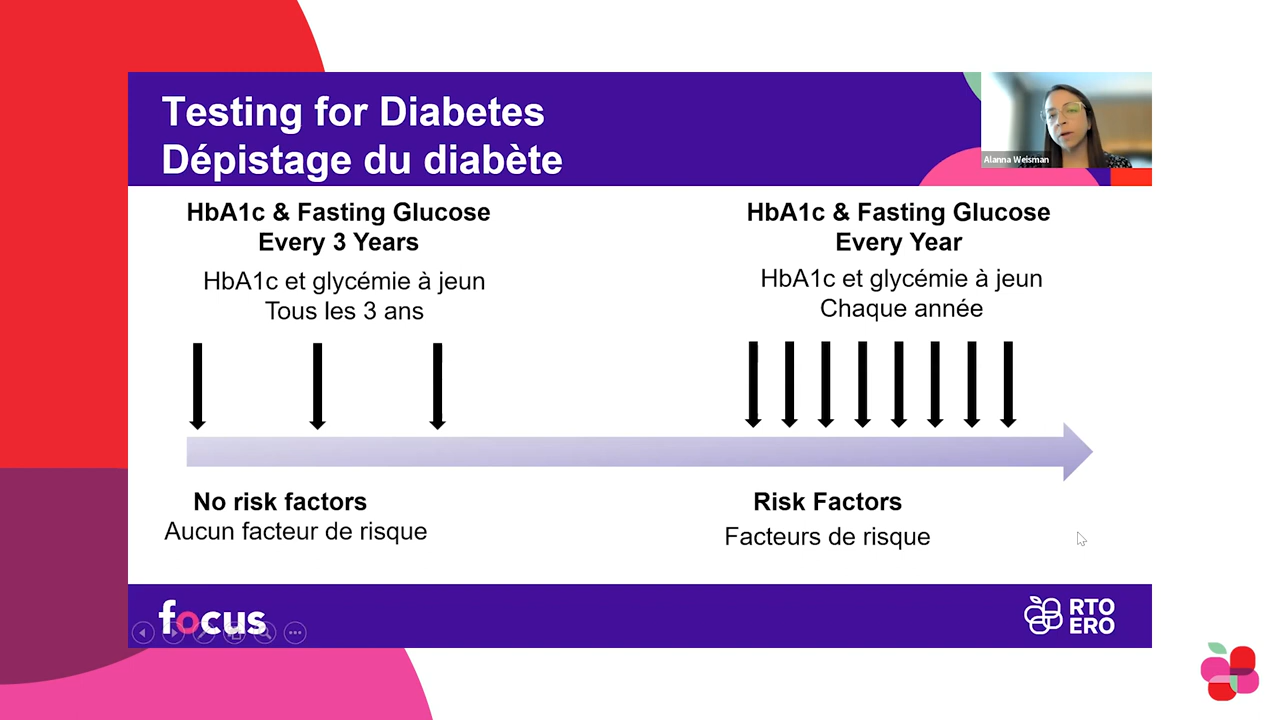 Testing for Diabetes
Dépistage du diabète
Alanna Weisman
HbA1c & Fasting Glucose
Every 3 Years
HbA1c et glycémie à jeun
Tous les 3 ans
HbA1c & Fasting Glucose
Every Year
HbA1c et glycémie à jeun
Chaque année
No risk factors
Aucun facteur de risque
Risk Factors
Facteurs de risque
focus
RTO
ERO